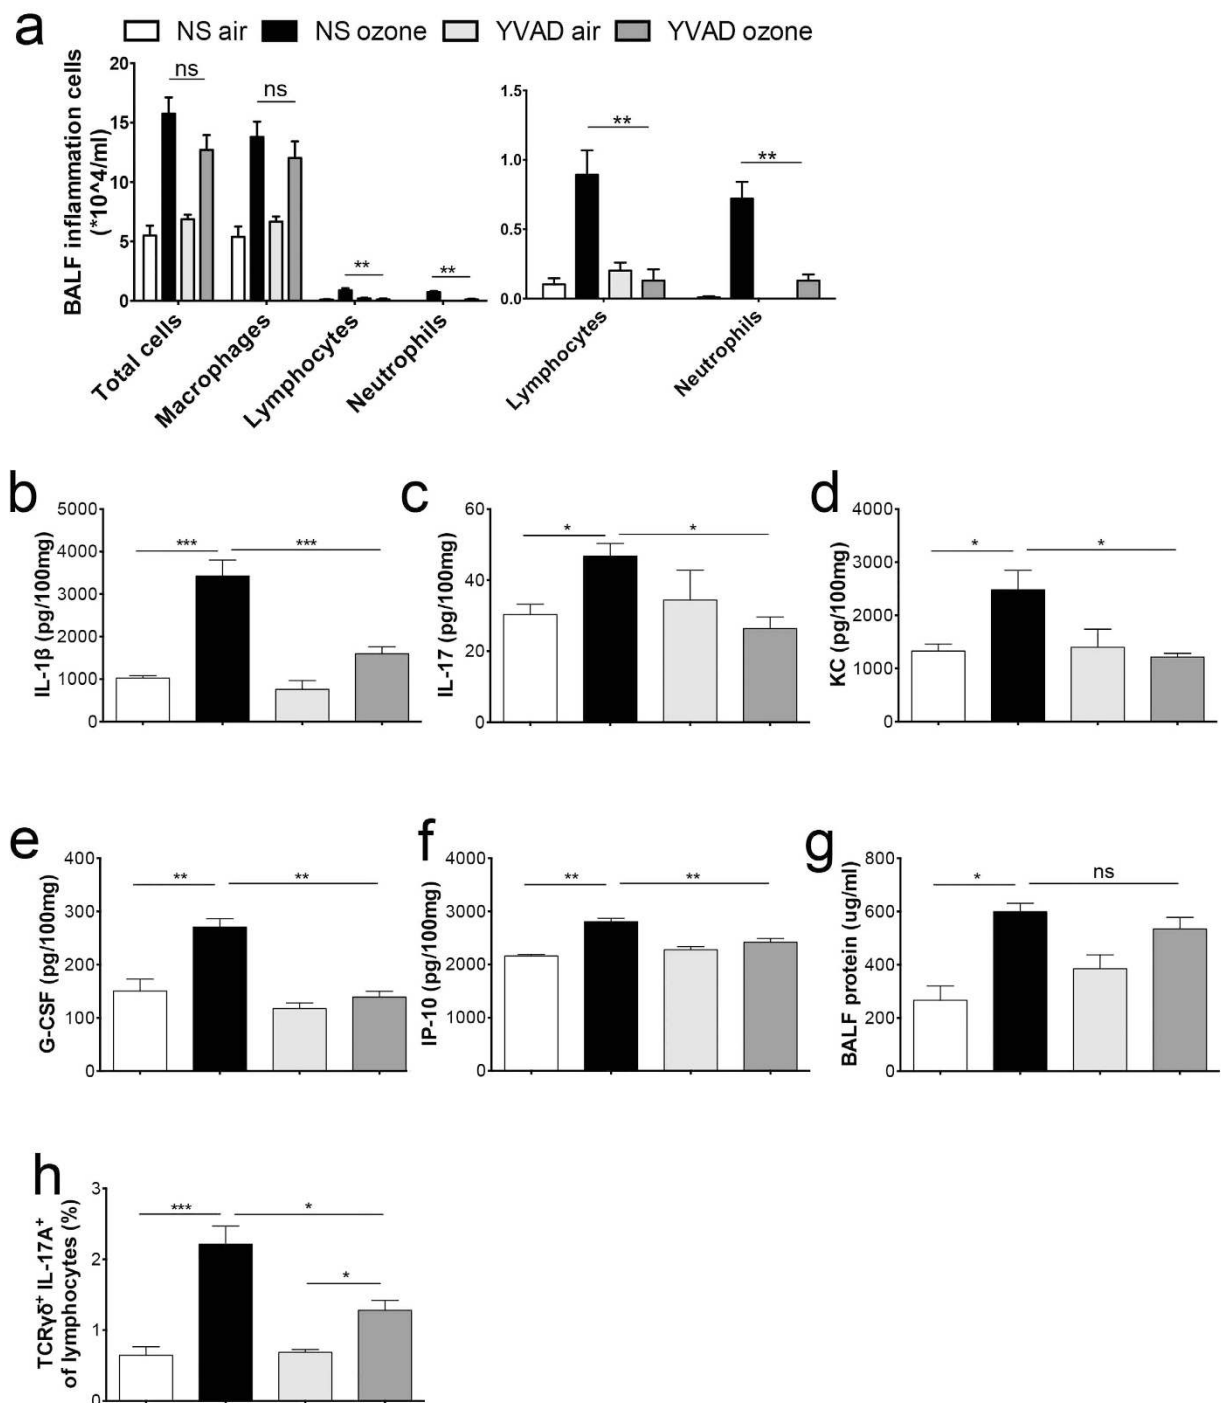 a
NS air NS ozone YVAD air YVAD ozone
BALF inflammation cells
(*10^4/ml)
20
15
10
5
0
ns
ns
**
**
Total cells
Macrophages
Lymphocytes
Neutrophils
1.5
1.0
0.5
0.0
**
**
Lymphocytes
Neutrophils
b
IL-1β (pg/100mg)
5000
4000
3000
2000
1000
0
***
***
c
IL-17 (pg/100mg)
60
40
20
0
*
*
d
KC (pg/100mg)
4000
3000
2000
1000
0
*
*
e
G-CSF (pg/100mg)
400
300
200
100
0
**
**
f
IP-10 (pg/100mg)
4000
3000
2000
1000
0
**
**
g
BALF protein (ug/ml)
800
600
400
200
0
*
ns
h
TCRγδ⁺ IL-17A⁺
of lymphocytes (%)
3
2
1
0
***
*
*